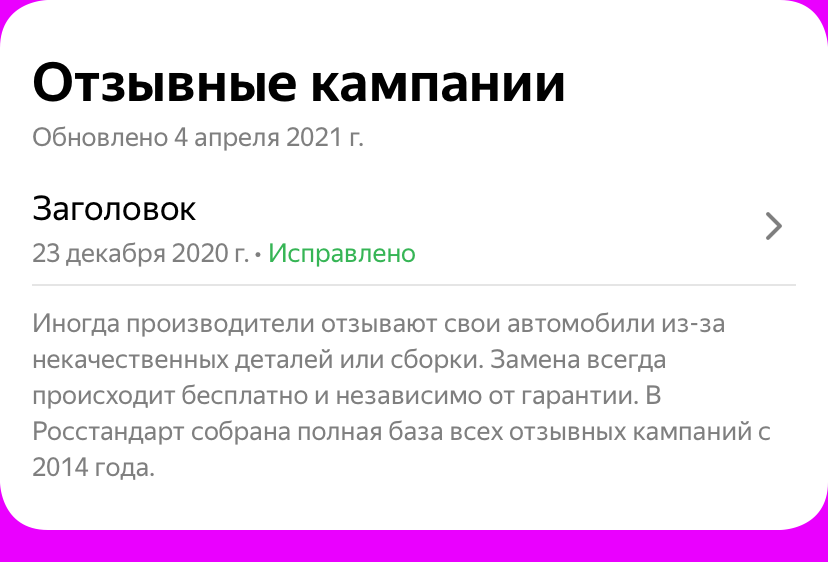 Отзывные кампании
Обновлено 4 апреля 2021 г.
Заголовок
23 декабря 2020 г. • Исправлено
Иногда производители отзывают свои автомобили из-за
некачественных деталей или сборки. Замена всегда
происходит бесплатно и независимо от гарантии. В
Росстандарт собрана полная база всех отзывных кампаний с
2014 года.